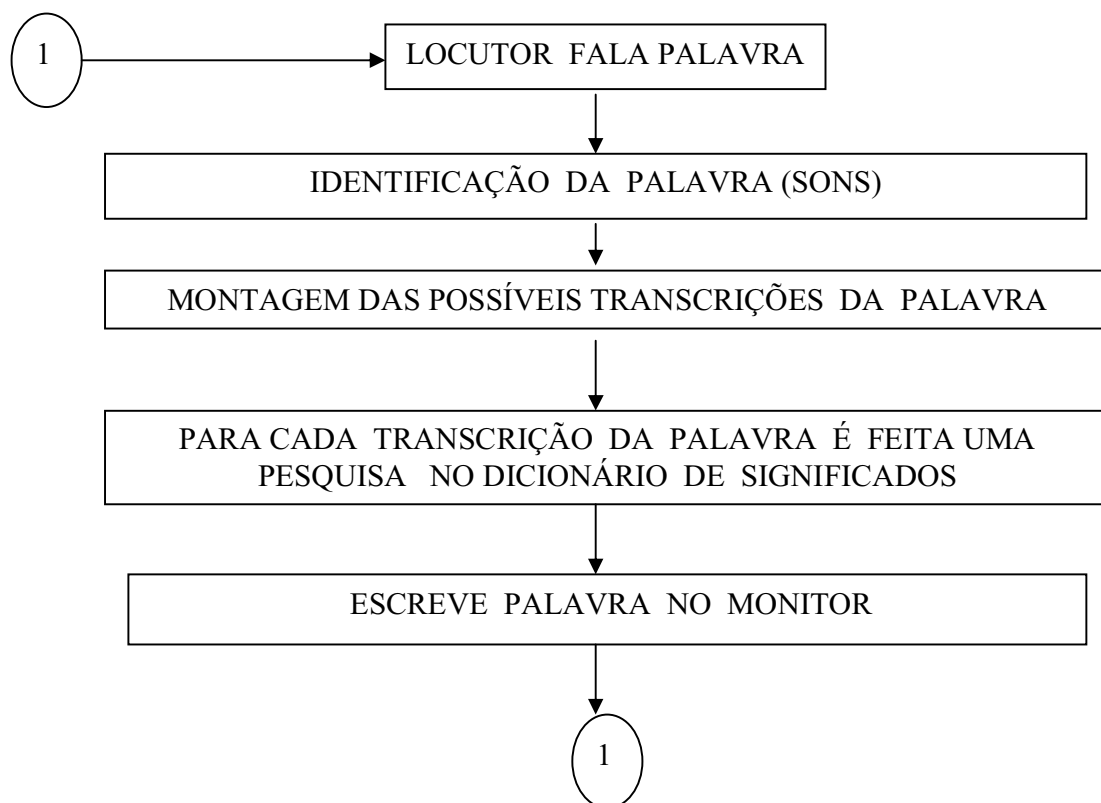 1
LOCUTOR FALA PALAVRA
IDENTIFICAÇÃO DA PALAVRA (SONS)
MONTAGEM DAS POSSÍVEIS TRANSCRIÇÕES DA PALAVRA
PARA CADA TRANSCRIÇÃO DA PALAVRA É FEITA UMA
PESQUISA NO DICIONÁRIO DE SIGNIFICADOS
ESCREVE PALAVRA NO MONITOR
1